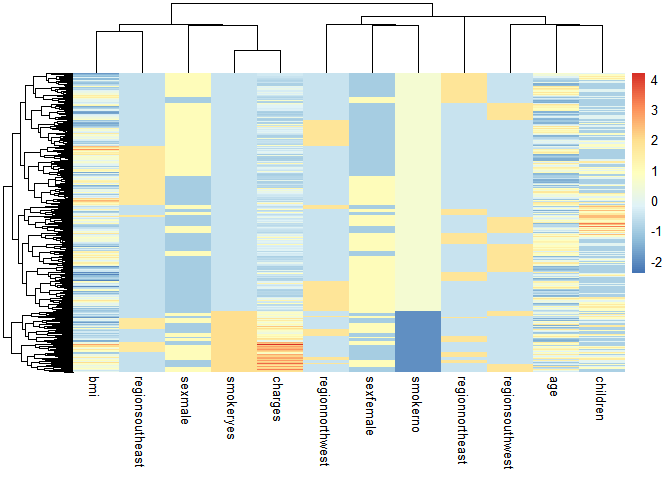 4
3
2
1
0
-1
-2
bmi
regionsoutheast
sexmale
smokeryes
charges
regionnorthwest
sexfemale
smokerno
regionnortheast
regionsouthwest
age
children